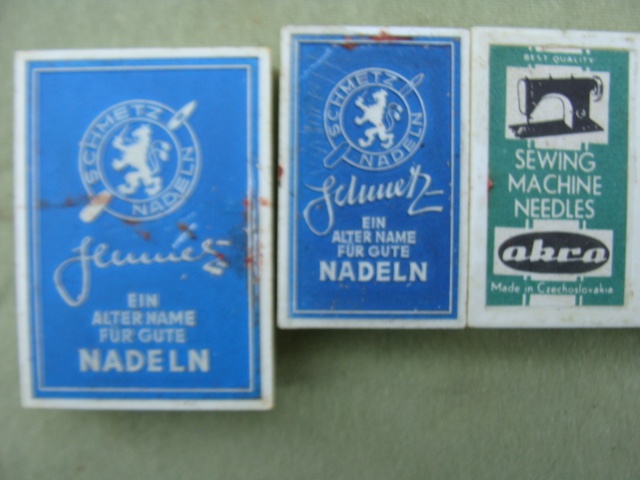 SCHMETZ
NADELN
Schmetz
EIN
ALTER NAME
FÜR GUTE
NADELN
SCHMETZ
NADELN
Schmetz
EIN
ALTER NAME
FÜR GUTE
NADELN
BEST QUALITY
SEWING
MACHINE
NEEDLES
akra
Made in Czechoslovakia